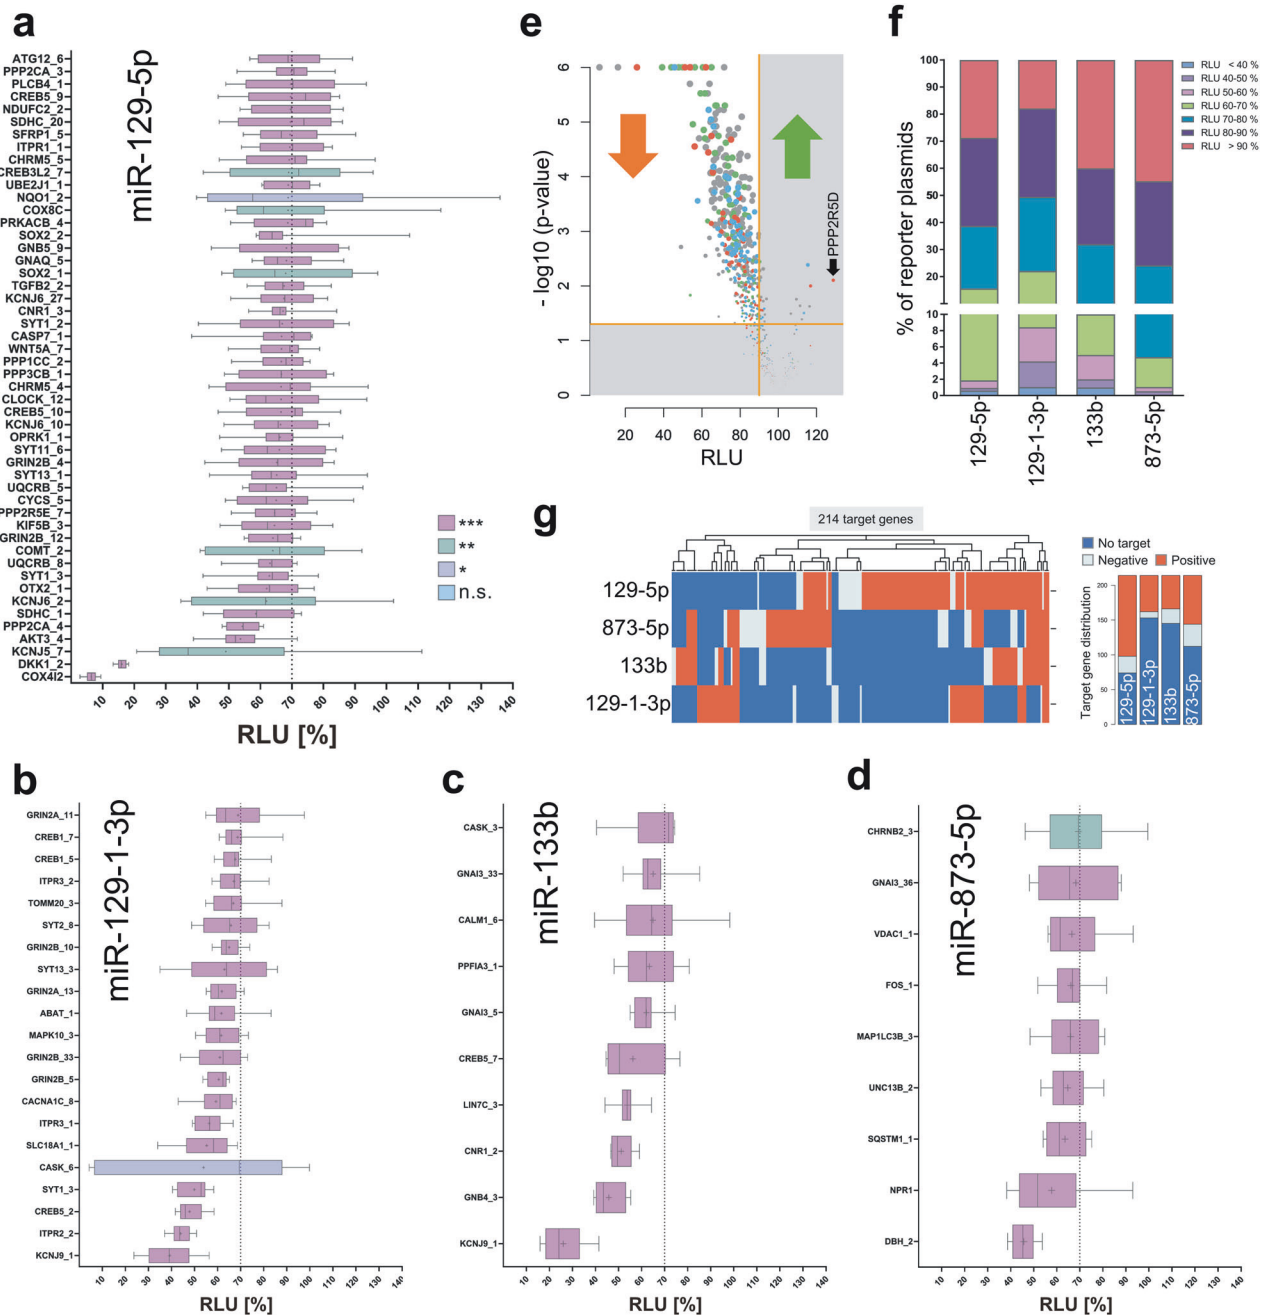 a
miR-129-5p
ATG12_6
PPP2CA_3
PLCB4_1
CREB5_9
NDUFC2_2
SDHC_20
SFRP1_5
ITPR1_1
CHRM5_5
CREB3L2_7
UBE2J1_1
NQO1_2
COX8C
PRKACB_4
SOX2_2
GNB5_9
GNAQ_5
SOX2_1
TGFB2_2
KCNJ6_27
CNR1_3
SYT1_2
CASP7_1
WNT5A_7
PPP1CC_2
PPP3CB_1
CHRM5_4
CLOCK_12
CREB5_10
KCNJ6_10
OPRK1_1
SYT11_6
GRIN2B_4
SYT13_1
UQCRB_5
CYCS_5
PPP2R5E_7
KIF5B_3
GRIN2B_12
COMT_2
UQCRB_8
SYT1_3
OTX2_1
KCNJ6_2
SDHC_1
PPP2CA_4
AKT3_4
KCNJ5_7
DKK1_2
COX4I2
***
**
*
n.s.
10 20 30 40 50 60 70 80 90 100 110 120 130 140
RLU [%]
e
- log10 (p-value)
6
5
4
3
2
1
0
PPP2R5D
20 40 60 80 100 120
RLU
f
% of reporter plasmids
100
90
80
70
60
50
40
30
20
10
8
6
4
2
0
129-5p
129-1-3p
133b
873-5p
RLU < 40 %
RLU 40-50 %
RLU 50-60 %
RLU 60-70 %
RLU 70-80 %
RLU 80-90 %
RLU > 90 %
g
214 target genes
129-5p
873-5p
133b
129-1-3p
No target
Negative Positive
Target gene distribution
200
150
100
50
0
129-5p
129-1-3p
133b
873-5p
b
miR-129-1-3p
GRIN2A_11
CREB1_7
CREB1_5
ITPR3_2
TOMM20_3
SYT2_8
GRIN2B_10
SYT13_3
GRIN2A_13
ABAT_1
MAPK10_3
GRIN2B_33
GRIN2B_5
CACNA1C_8
ITPR3_1
SLC18A1_1
CASK_6
SYT1_3
CREB5_2
ITPR2_2
KCNJ9_1
10 20 30 40 50 60 70 80 90 100 110 120 130 140
RLU [%]
c
miR-133b
CASK_3
GNAI3_33
CALM1_6
PPFIA3_1
GNAI3_5
CREB5_7
LIN7C_3
CNR1_2
GNB4_3
KCNJ9_1
10 20 30 40 50 60 70 80 90 100 110 120 130 140
RLU [%]
d
miR-873-5p
CHRNB2_3
GNAI3_36
VDAC1_1
FOS_1
MAP1LC3B_3
UNC13B_2
SQSTM1_1
NPR1
DBH_2
10 20 30 40 50 60 70 80 90 100 110 120 130 140
RLU [%]